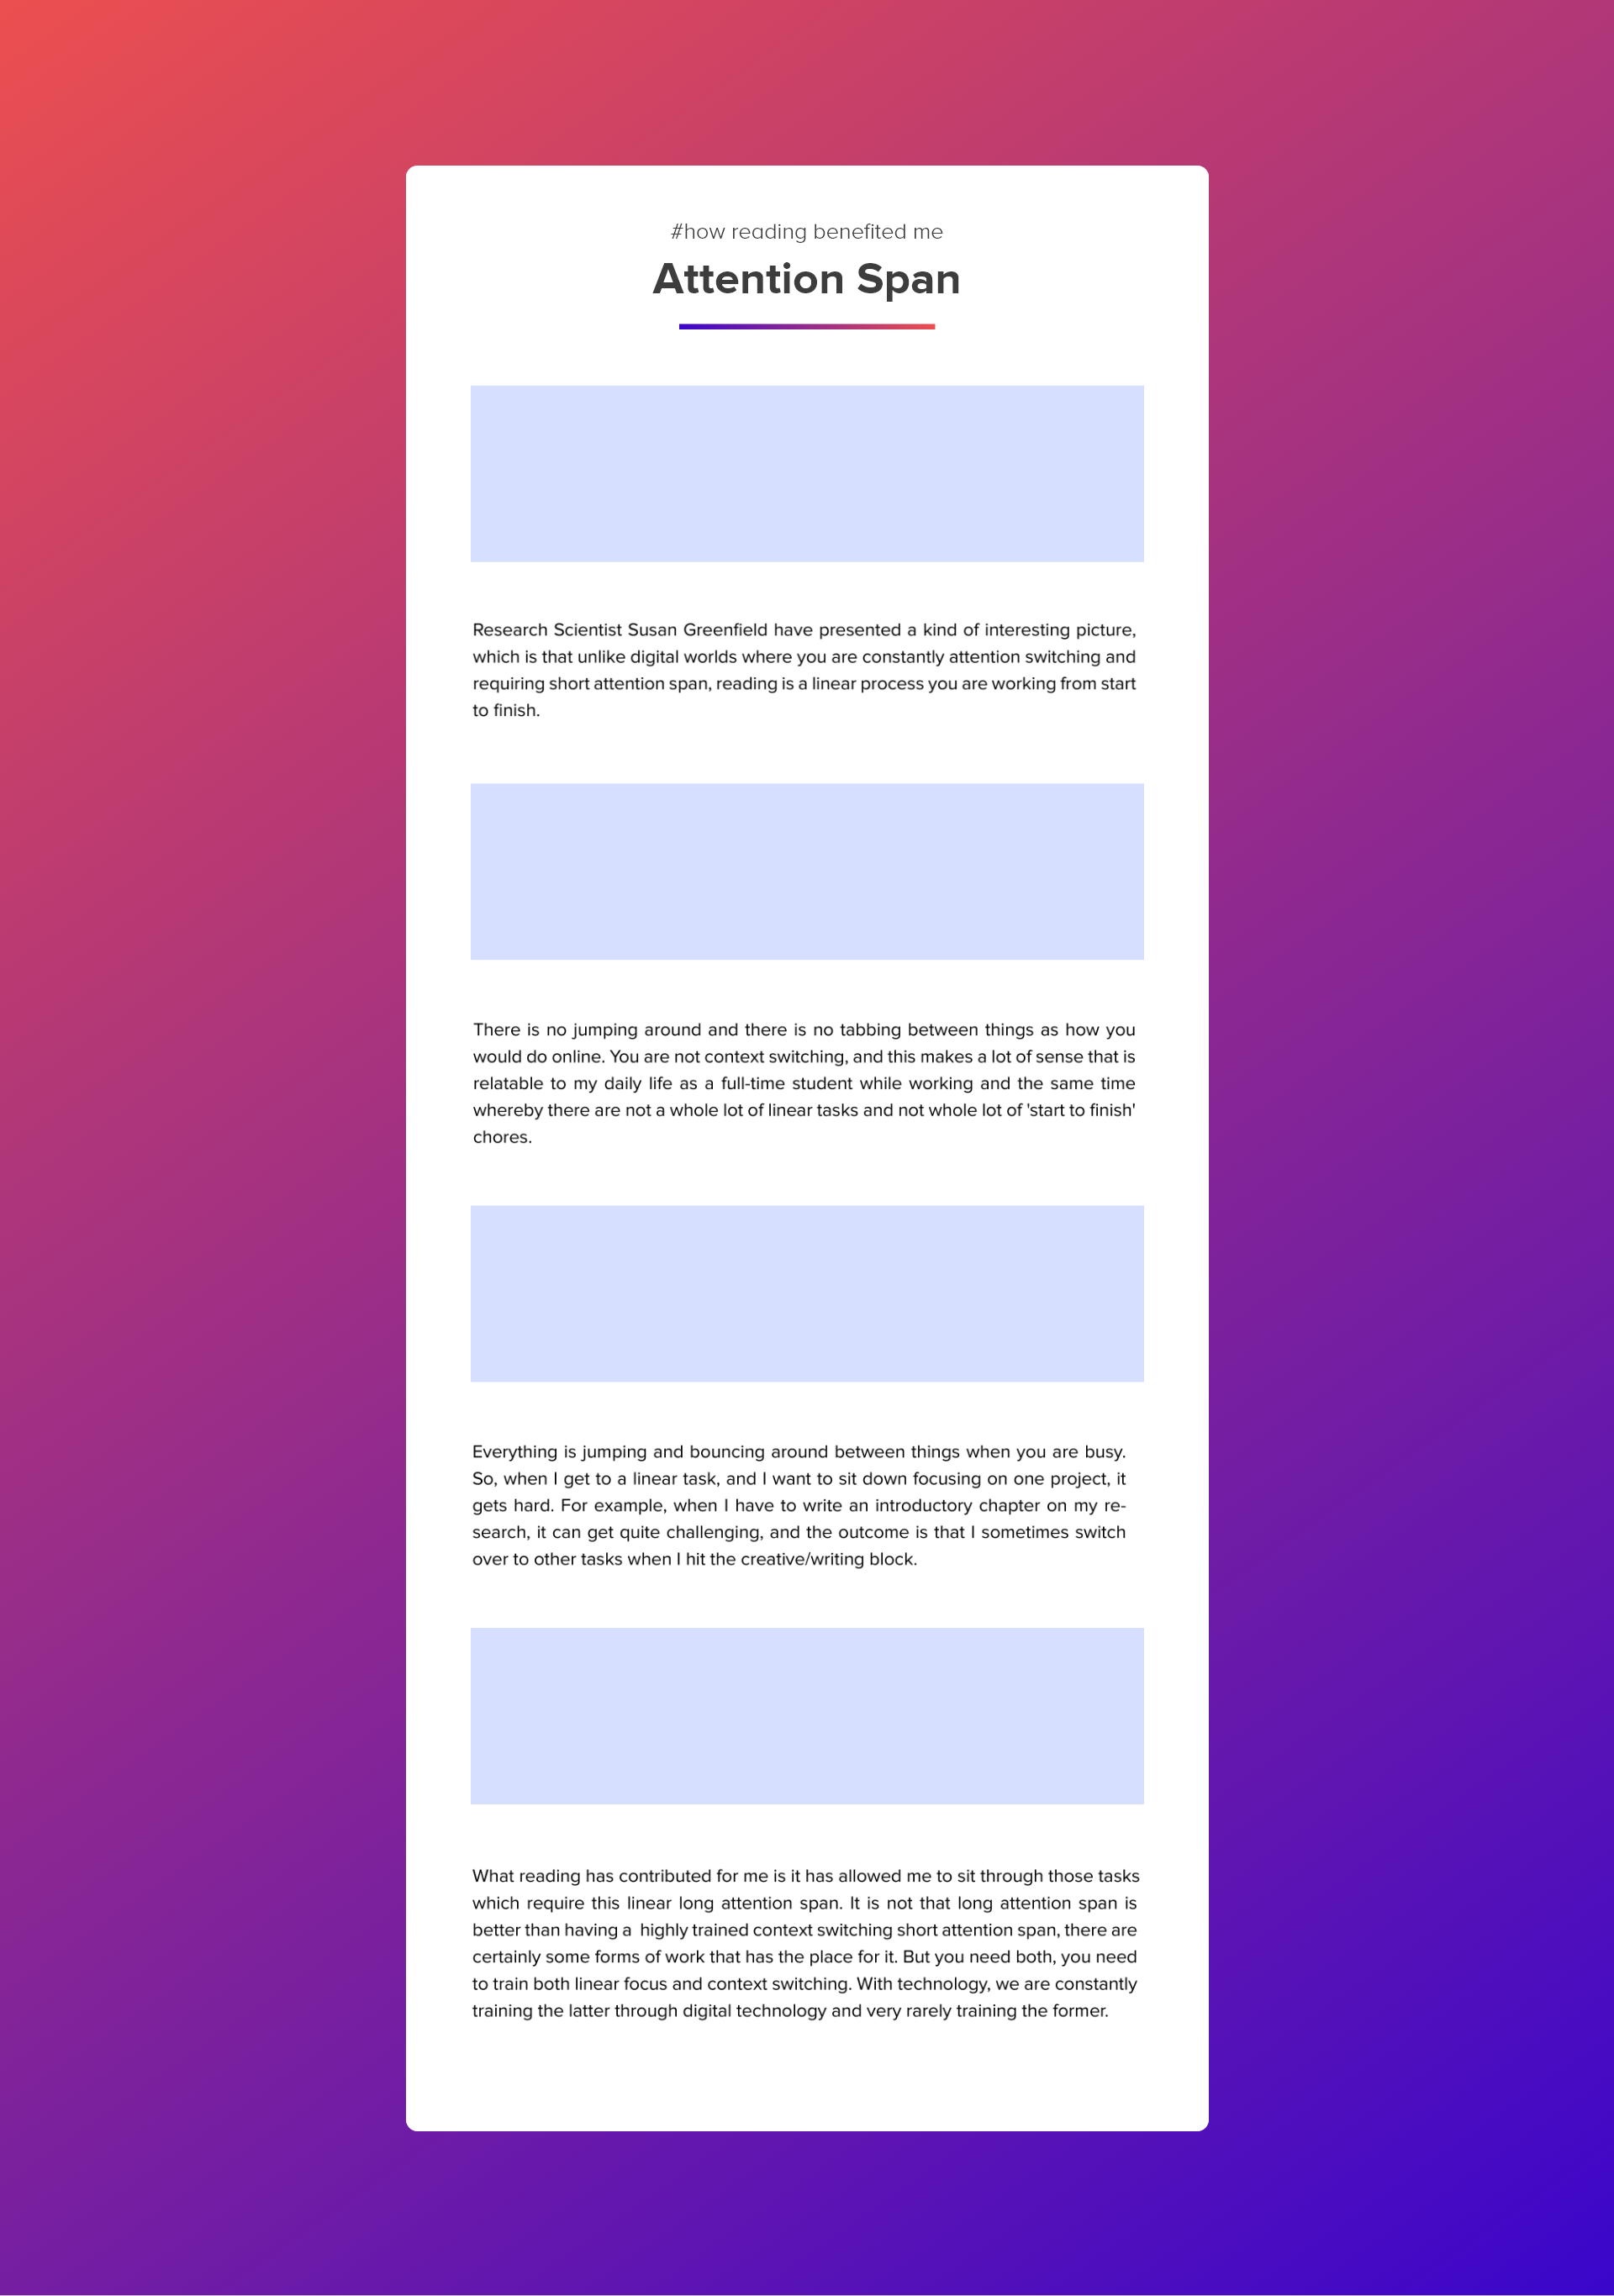 #how reading benefited me
Attention Span
Research Scientist Susan Greenfield have presented a kind of interesting picture,
which is that unlike digital worlds where you are constantly attention switching and
requiring short attention span, reading is a linear process you are working from start
to finish.
There is no jumping around and there is no tabbing between things as how you
would do online. You are not context switching, and this makes a lot of sense that is
relatable to my daily life as a full-time student while working and the same time
whereby there are not a whole lot of linear tasks and not whole lot of 'start to finish'
chores.
Everything is jumping and bouncing around between things when you are busy.
So, when I get to a linear task, and I want to sit down focusing on one project, it
gets hard. For example, when I have to write an introductory chapter on my re-
search, it can get quite challenging, and the outcome is that I sometimes switch
over to other tasks when I hit the creative/writing block.
What reading has contributed for me is it has allowed me to sit through those tasks
which require this linear long attention span. It is not that long attention span is
better than having a  highly trained context switching short attention span, there are
certainly some forms of work that has the place for it. But you need both, you need
to train both linear focus and context switching. With technology, we are constantly
training the latter through digital technology and very rarely training the former.